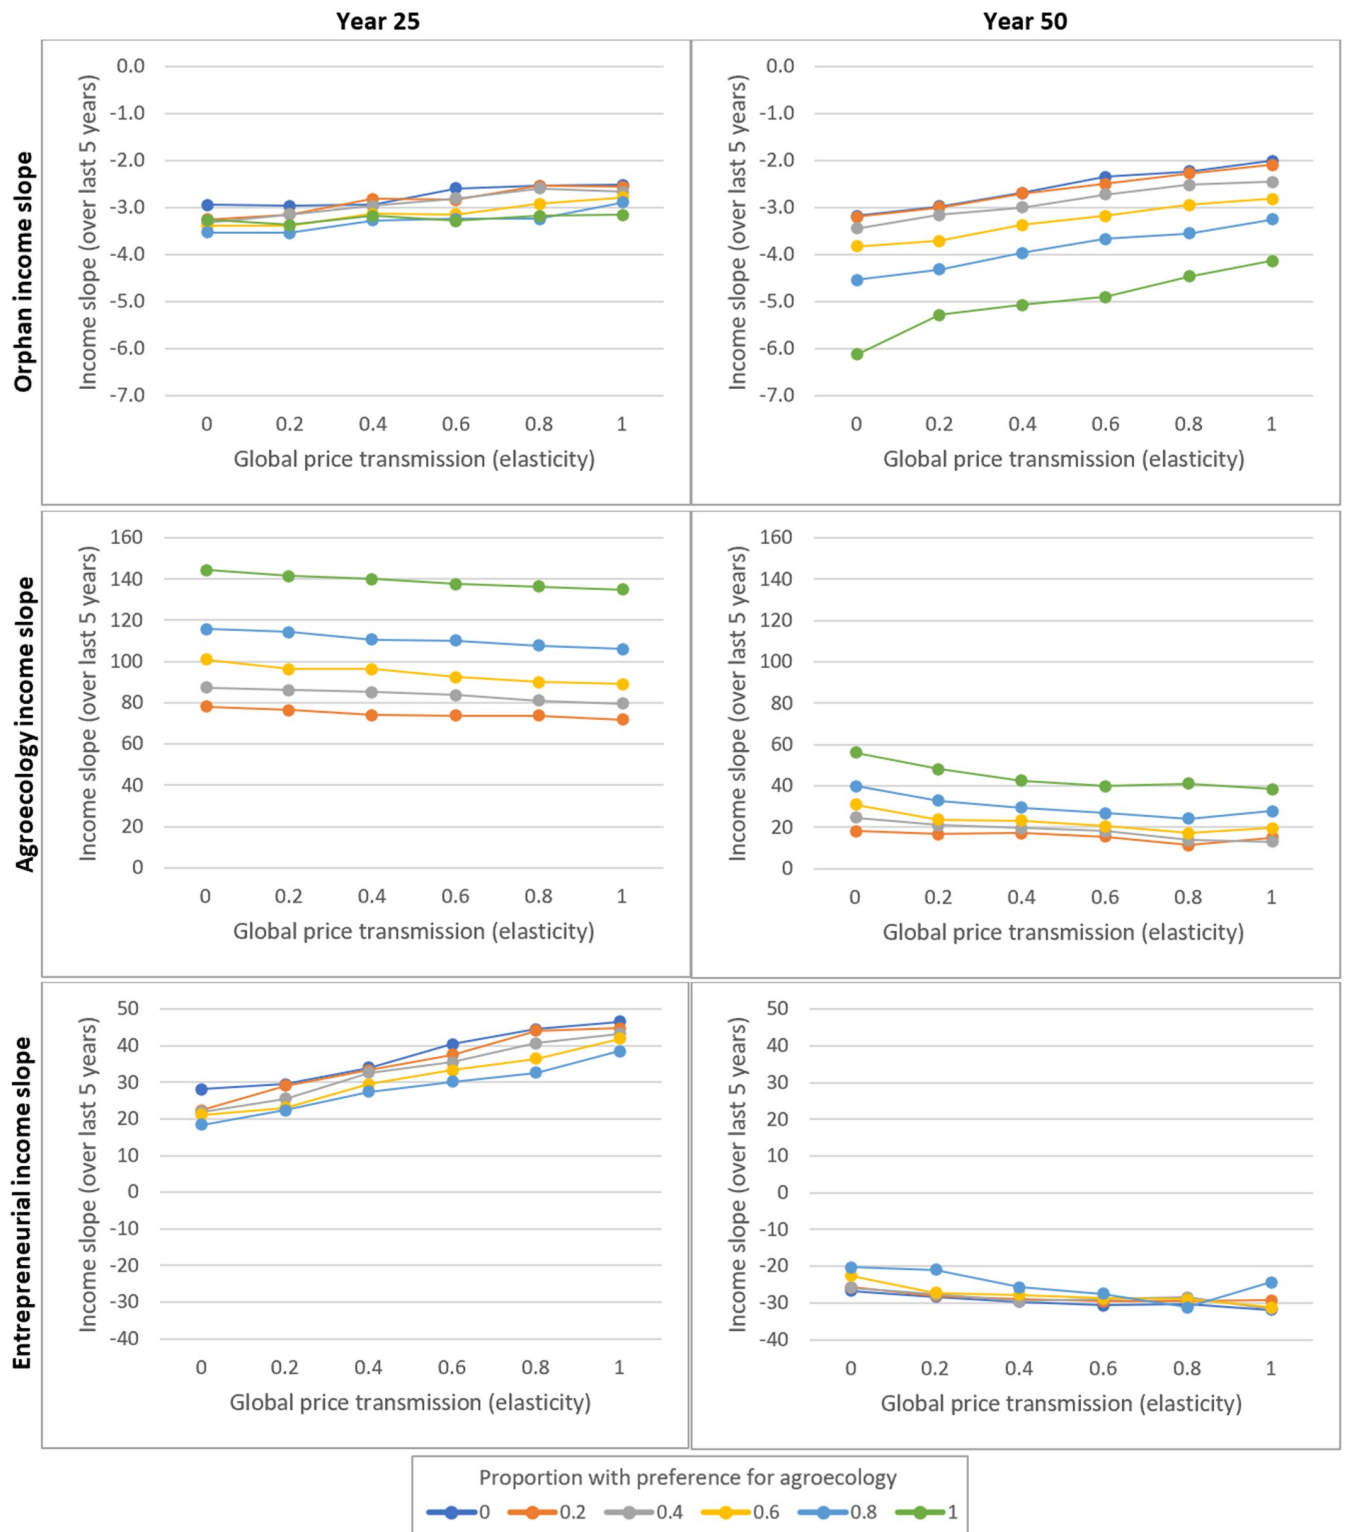 Year 25
Year 50
Orphan income slope
Income slope (over last 5 years)
0.0
-1.0
-2.0
-3.0
-4.0
-5.0
-6.0
-7.0
0 0.2 0.4 0.6 0.8 1
Global price transmission (elasticity)
Income slope (over last 5 years)
0.0
-1.0
-2.0
-3.0
-4.0
-5.0
-6.0
-7.0
0 0.2 0.4 0.6 0.8 1
Global price transmission (elasticity)
Agroecology income slope
Income slope (over last 5 years)
160
140
120
100
80
60
40
20
0
0 0.2 0.4 0.6 0.8 1
Global price transmission (elasticity)
Income slope (over last 5 years)
160
140
120
100
80
60
40
20
0
0 0.2 0.4 0.6 0.8 1
Global price transmission (elasticity)
Entrepreneurial income slope
Income slope (over last 5 years)
50
40
30
20
10
0
-10
-20
-30
-40
0 0.2 0.4 0.6 0.8 1
Global price transmission (elasticity)
Income slope (over last 5 years)
50
40
30
20
10
0
-10
-20
-30
-40
0 0.2 0.4 0.6 0.8 1
Global price transmission (elasticity)
Proportion with preference for agroecology
0 0.2 0.4 0.6 0.8 1